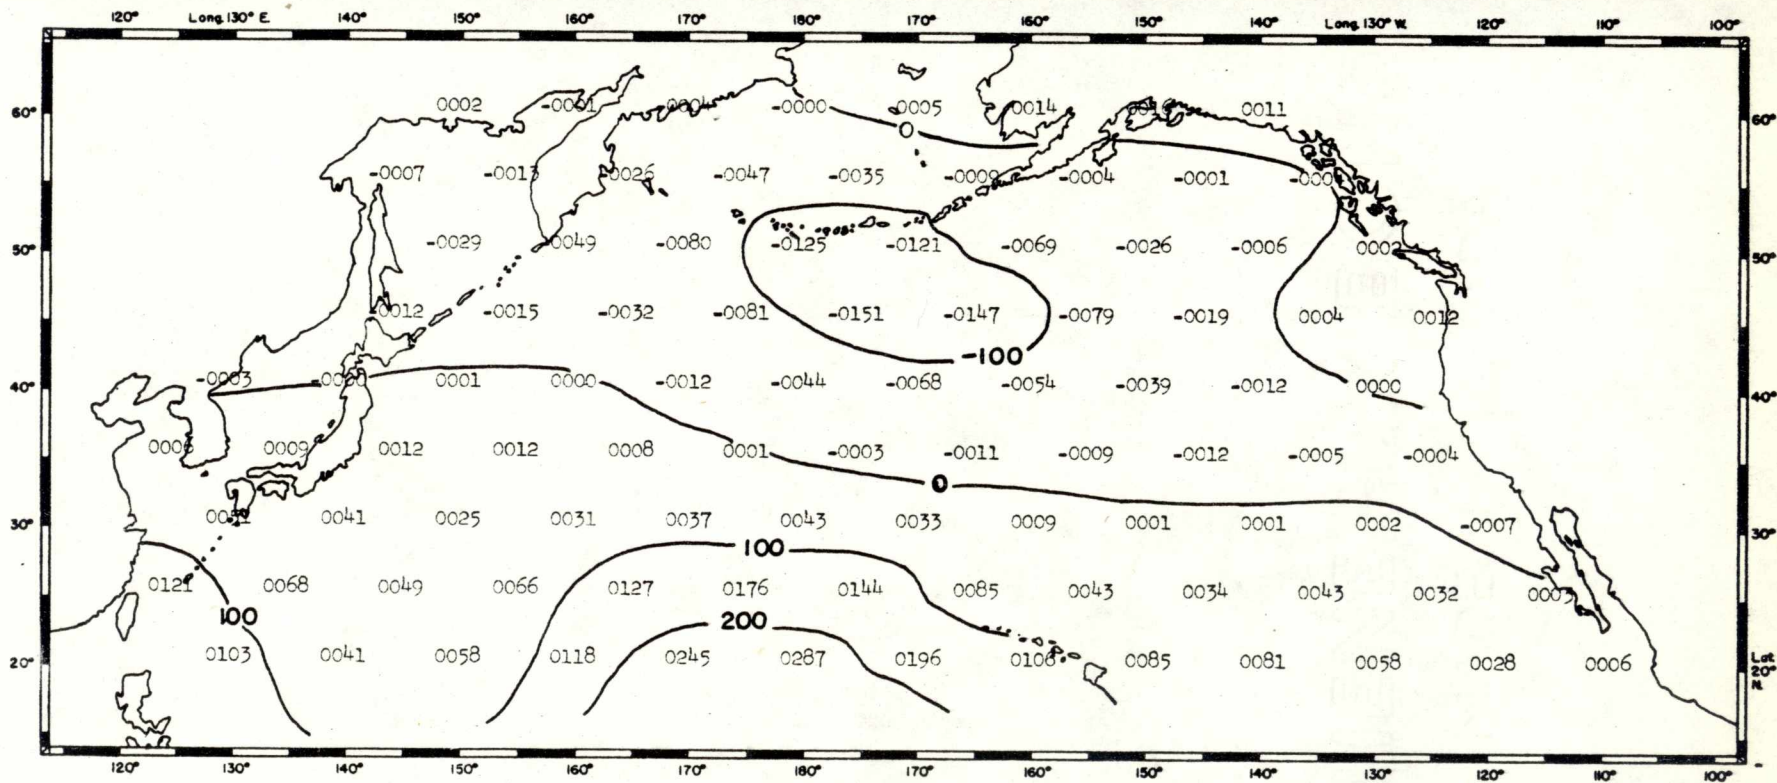 120° Long. 130° E. 140° 150° 160° 170° 180° 170° 160° 150° 140° Long. 130° W. 120° 110° 100°
60° 0002 -0001 0004 -0000 0005 0014 0011 60°
0
-0007 -0013 -0026 -0047 -0035 -0009 -0004 -0001
50° -0029 0049 -0080 -0125 -0121 -0069 -0026 -0006 0002 50°
-0012 -0015 -0032 -0081 -0151 -0147 -0079 -0019 0004 0012
-100
40° -0003 -0000 0001 0000 -0012 -0044 -0068 -0054 -0039 -0012 0000 40°
0006 0009 0012 0012 0008 0001 -0003 -0011 -0009 -0012 -0005 -0004
0
30° 0041 0025 0031 0037 0043 0033 0009 0001 0001 0002 -0007 30°
100
0121 0068 0049 0066 0127 0176 0144 0085 0043 0034 0043 0032 0003
100 200
20° 0103 0041 0058 0118 0245 0287 0196 0108 0085 0081 0058 0028 0006 Lat. 20° N.
120° 130° 140° 150° 160° 170° 180° 170° 160° 150° 140° 130° 120° 110° 100°